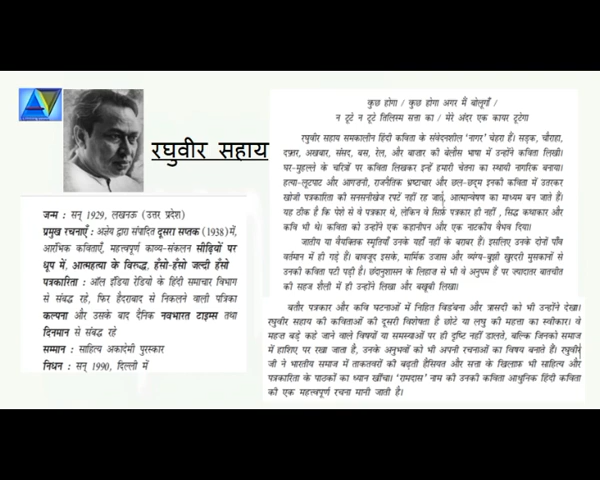 रघुवीर सहाय
जन्म : सन् 1929, लखनऊ (उत्तर प्रदेश)
प्रमुख रचनाएँ : अज्ञेय द्वारा संपादित दूसरा सप्तक (1938) में,
आरंभिक कविताएँ, महत्त्वपूर्ण काव्य-संकलन सीढ़ियों पर
धूप में, आत्महत्या के विरुद्ध, हँसो-हँसो जल्दी हँसो
पत्रकारिता : ऑल इंडिया रेडियो के हिंदी समाचार विभाग
से संबद्ध रहे, फिर हैदराबाद से निकलने वाली पत्रिका
कल्पना और उसके बाद दैनिक नवभारत टाइम्स तथा
दिनमान से संबद्ध रहे
सम्मान : साहित्य अकादेमी पुरस्कार
निधन : सन् 1990, दिल्ली में
कुछ होगा / कुछ होगा अगर मैं बोलूँगा /
न टूटे न टूटे तिलिस्म सत्ता का / मेरे अंदर एक कायर टूटेगा
रघुवीर सहाय समकालीन हिंदी कविता के संवेदनशील 'नागर' चेहरा हैं। सड़क, चौराहा,
दफ़्तर, अखबार, संसद, बस, रेल, और बाजार की बेलौस भाषा में उन्होंने कविता लिखी।
घर-मुहल्ले के चरित्रों पर कविता लिखकर इन्हें हमारी चेतना का स्थायी नागरिक बनाया।
हत्या-लूटपाट और आगजनी, राजनैतिक भ्रष्टाचार और छल-छद्म इनकी कविता में उतरकर
खोजी पत्रकारिता की सनसनीखेज रपटें नहीं रह जाते, आत्मान्वेषण का माध्यम बन जाते हैं।
यह ठीक है कि पेशे से वे पत्रकार थे, लेकिन वे सिर्फ़ पत्रकार ही नहीं, सिद्ध कथाकार और
कवि भी थे। कविता को उन्होंने एक कहानीपन और एक नाटकीय वैभव दिया।
जातीय या वैयक्तिक स्मृतियाँ उनके यहाँ नहीं के बराबर हैं। इसलिए उनके दोनों पाँव
वर्तमान में ही गड़े हैं। बावजूद इसके, मार्मिक उजास और व्यंग्य-बुझी खुरदरी मुसकानों से
उनकी कविता पटी पड़ी है। छंदानुशासन के लिहाज से भी वे अनुपम हैं पर ज्यादातर बातचीत
की सहज शैली में ही उन्होंने लिखा और बखूबी लिखा।
बतौर पत्रकार और कवि घटनाओं में निहित विडंबना और त्रासदी को भी उन्होंने देखा।
रघुवीर सहाय की कविताओं की दूसरी विशेषता है छोटे या लघु की महत्ता का स्वीकार। वे
महज़ बड़े कहे जाने वाले विषयों या समस्याओं पर ही दृष्टि नहीं डालते, बल्कि जिनको समाज
में हाशिए पर रखा जाता है, उनके अनुभवों को भी अपनी रचनाओं का विषय बनाते हैं। रघुवीर
जी ने भारतीय समाज में ताकतवरों की बढ़ती हैसियत और सत्ता के खिलाफ़ भी साहित्य और
पत्रकारिता के पाठकों का ध्यान खींचा। 'रामदास' नाम की उनकी कविता आधुनिक हिंदी कविता
की एक महत्त्वपूर्ण रचना मानी जाती है।